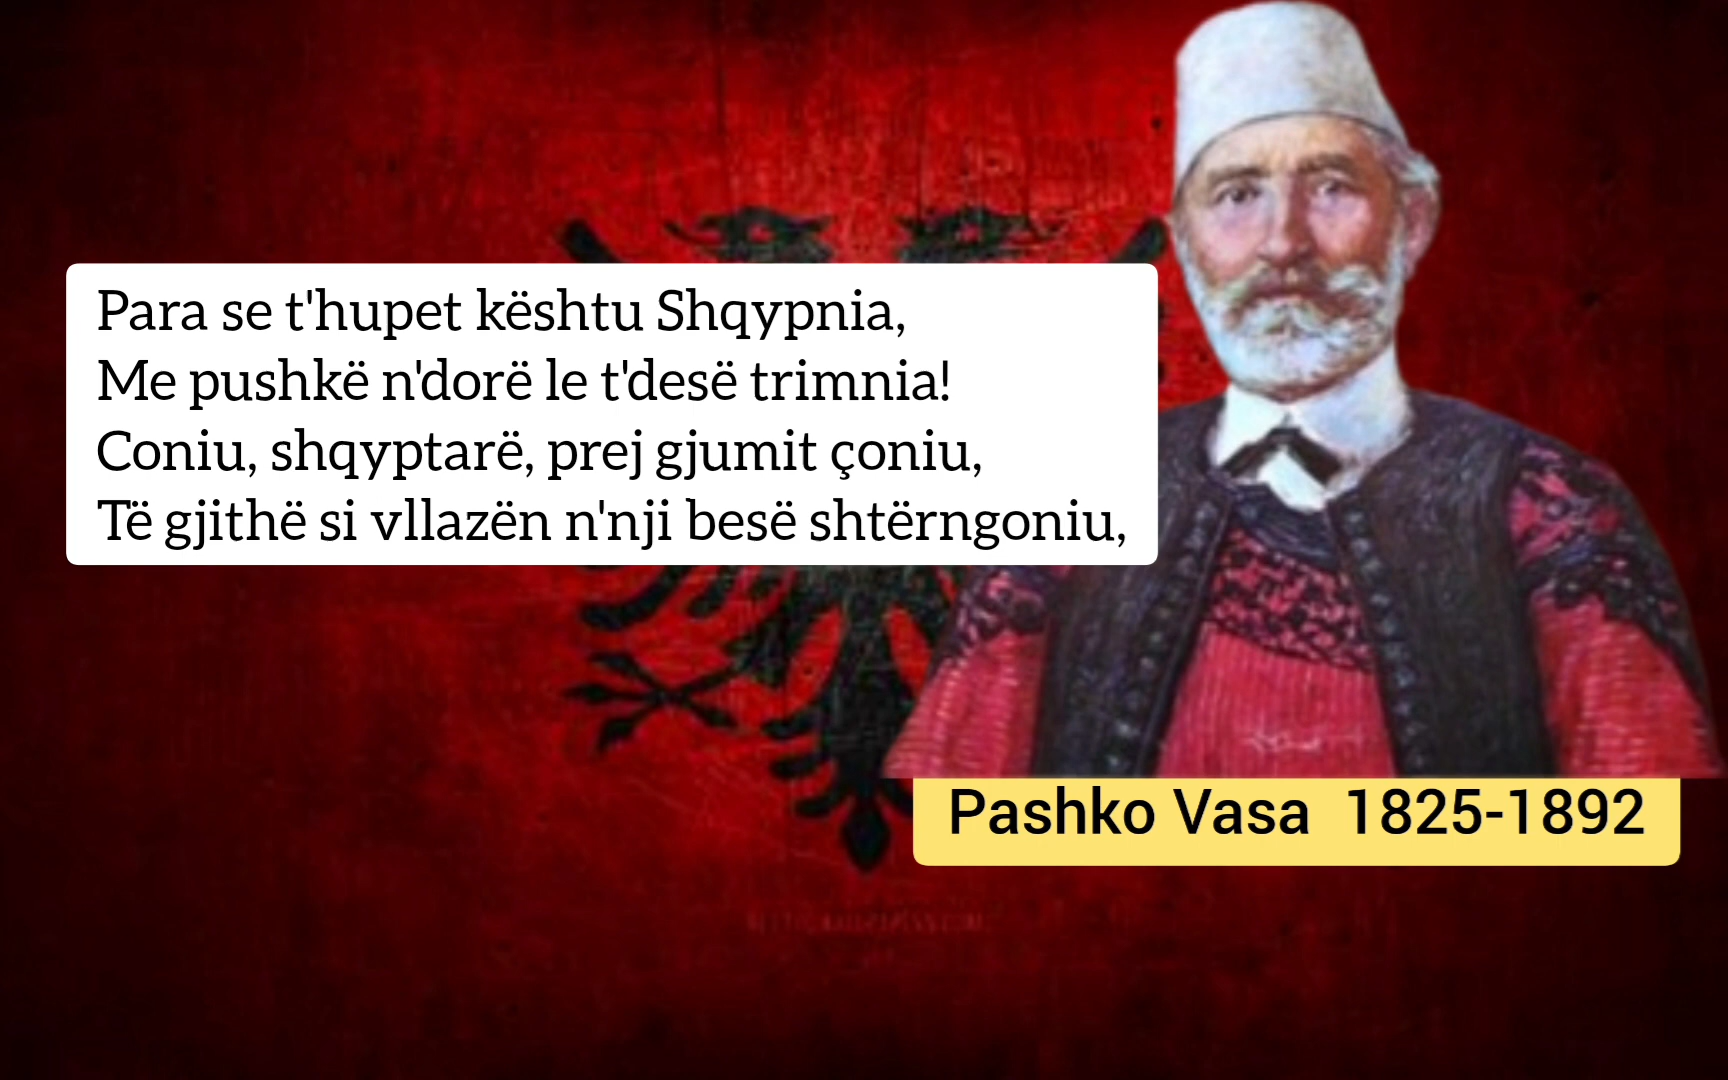 Para se t'hupet kështu Shqypnia,
Me pushkë n'dorë le t'desë trimnia!
Coniu, shqyptarë, prej gjumit çoniu,
Të gjithë si vllazën n'nji besë shtërngoniu,
Pashko Vasa 1825-1892